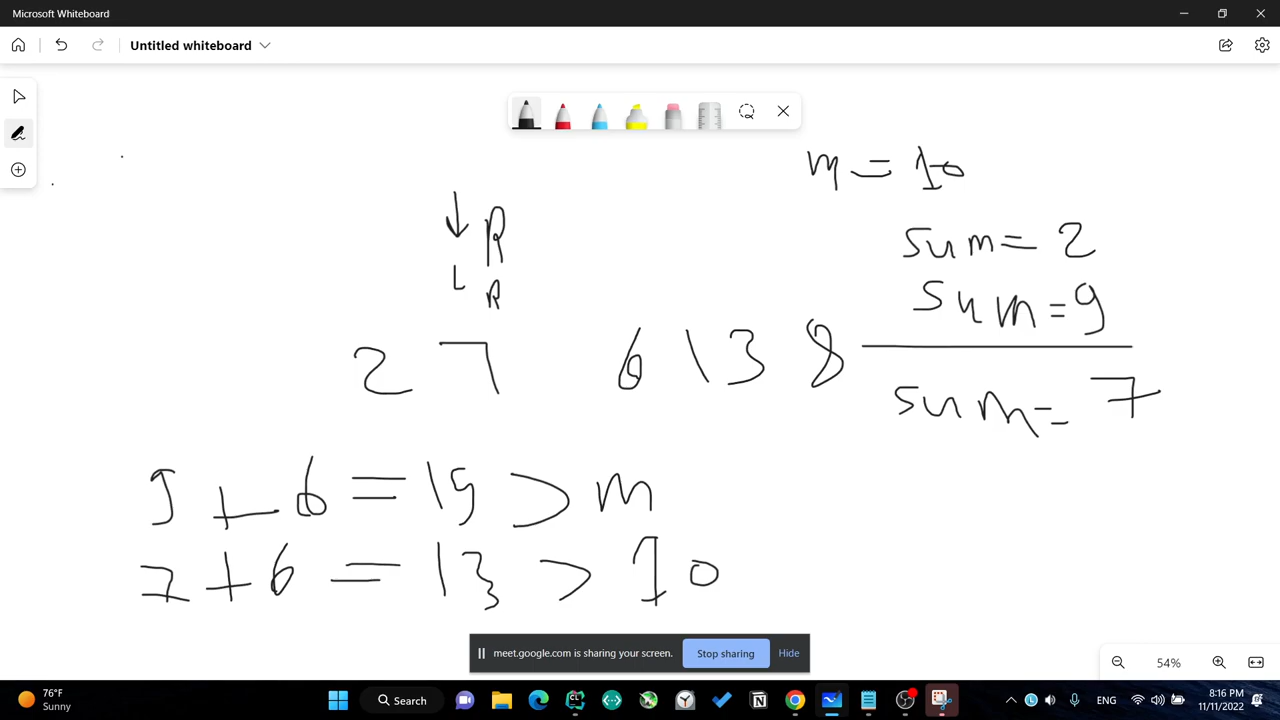 Microsoft Whiteboard
Untitled whiteboard
m = 10
sum = 2
sum = 9
sum = 7
R
L R
2 7 6 1 3 8
9 + 6 = 15 > m
7 + 6 = 13 > 10
meet.google.com is sharing your screen. Stop sharing Hide
54%
76°F
Sunny
Search
ENG
8:16 PM
11/11/2022